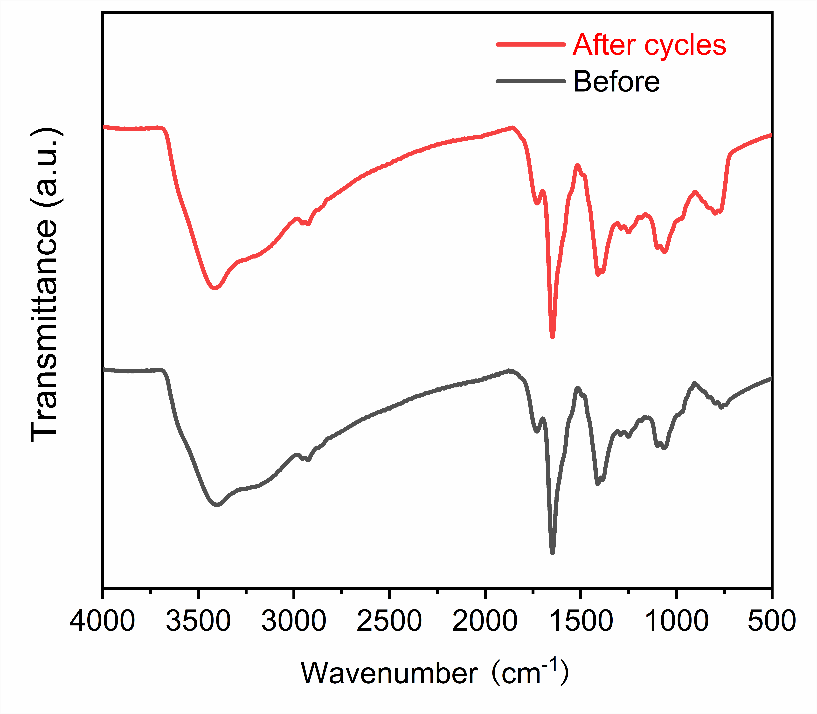 After cycles
Before
Transmittance (a.u.)
4000 3500 3000 2500 2000 1500 1000 500
Wavenumber (cm⁻¹)